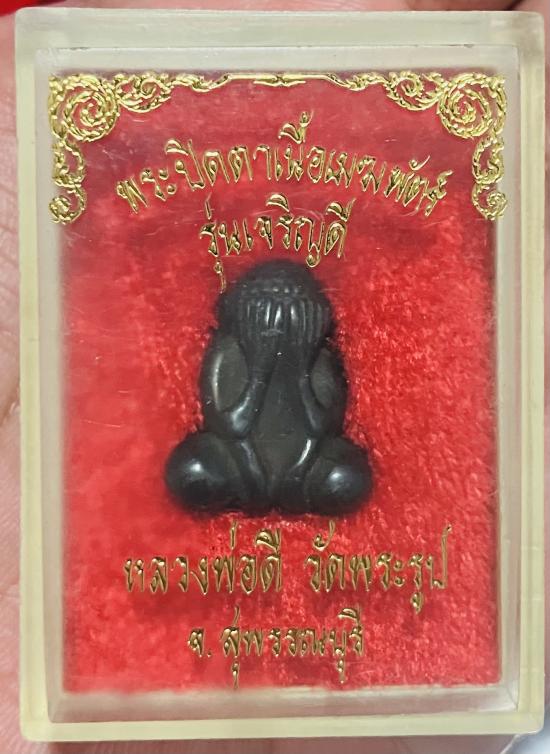 พระปิดตาเนื้อเมฆพัตร์
รุ่นเจริญดี
หลวงพ่อดี วัดพระรูป
จ. สุพรรณบุรี